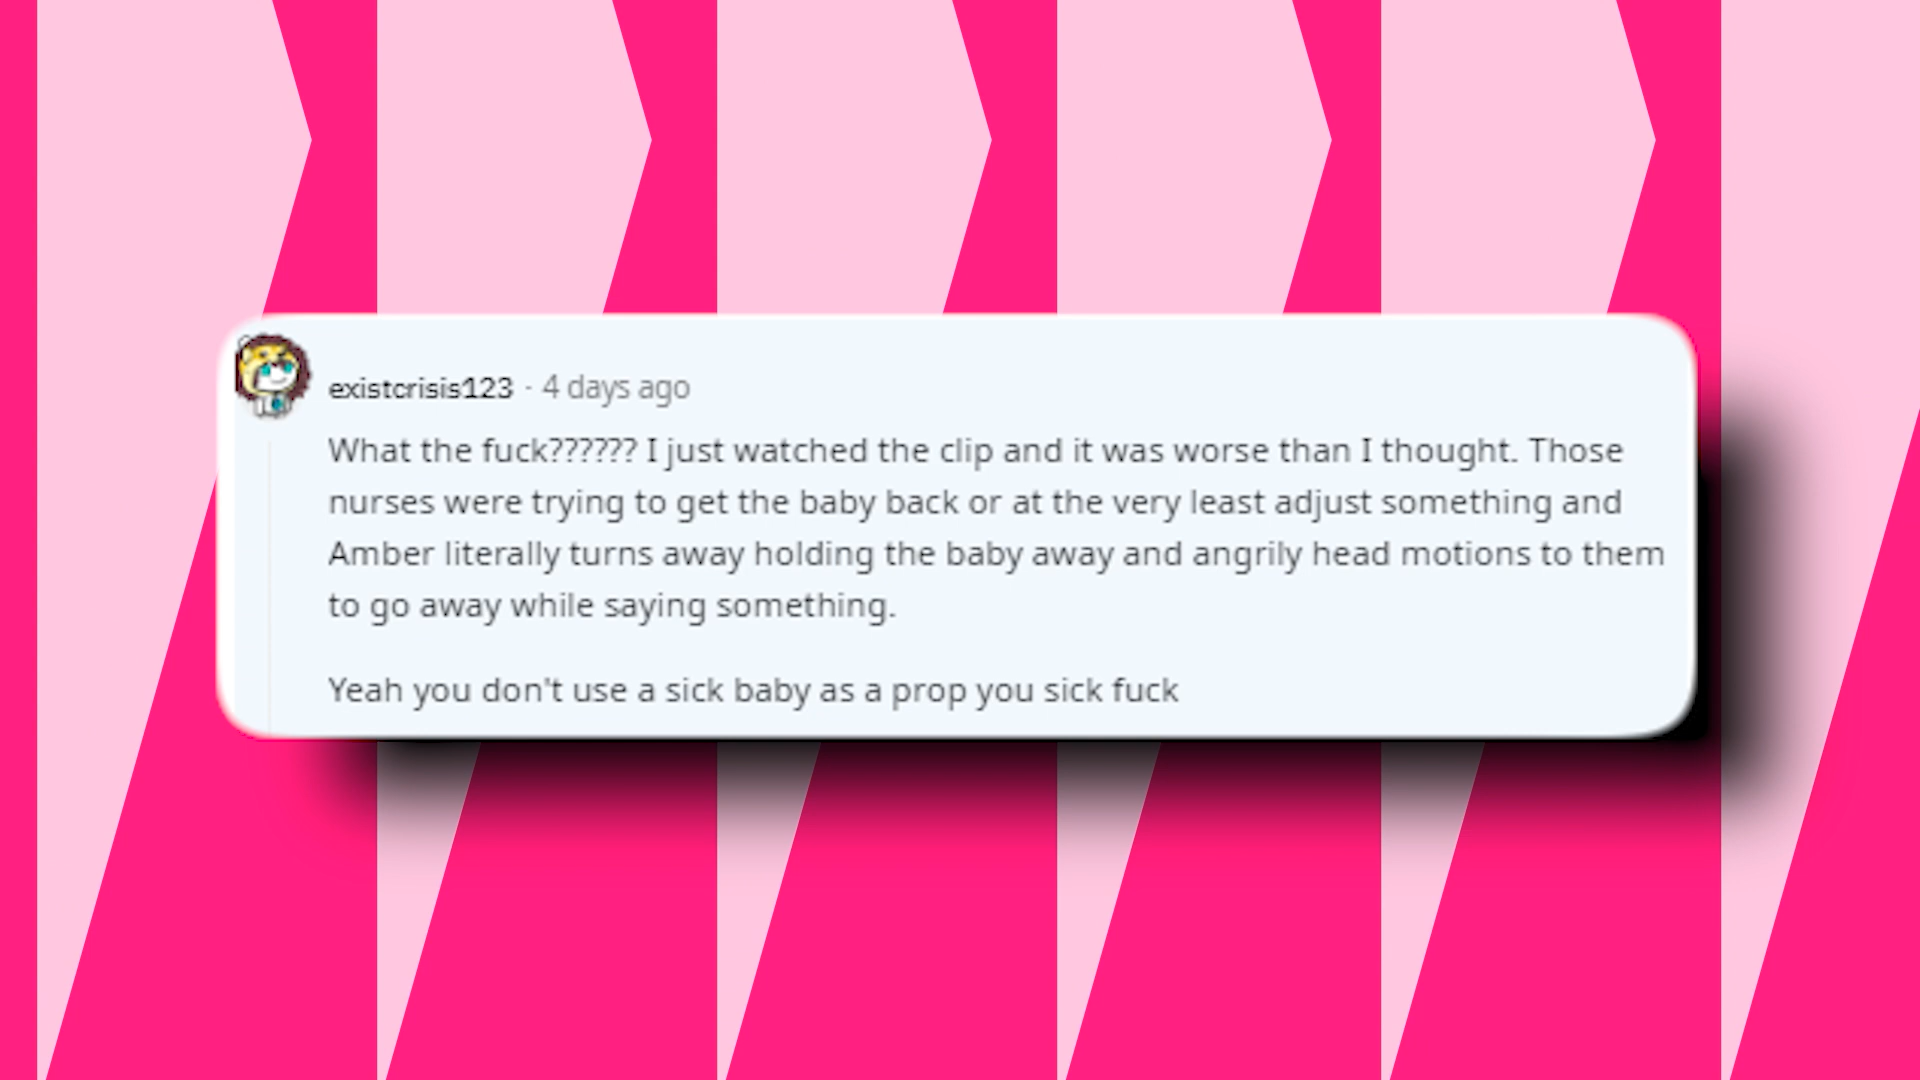 existcrisis123 · 4 days ago
What the fuck?????? I just watched the clip and it was worse than I thought. Those
nurses were trying to get the baby back or at the very least adjust something and
Amber literally turns away holding the baby away and angrily head motions to them
to go away while saying something.
Yeah you don't use a sick baby as a prop you sick fuck